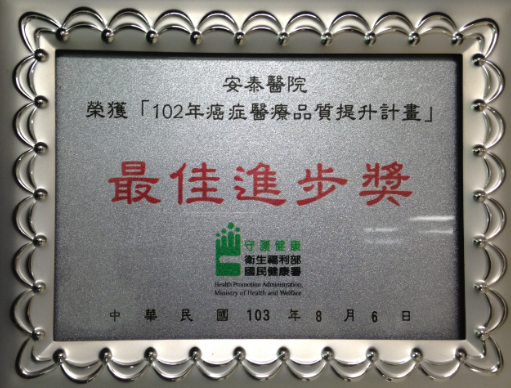 安泰醫院
榮獲「102年癌症醫療品質提升計畫」
最佳進步獎
守護健康
衛生福利部
國民健康署
Health Promotion Administration,
Ministry of Health and Welfare
中華民國103年8月6日